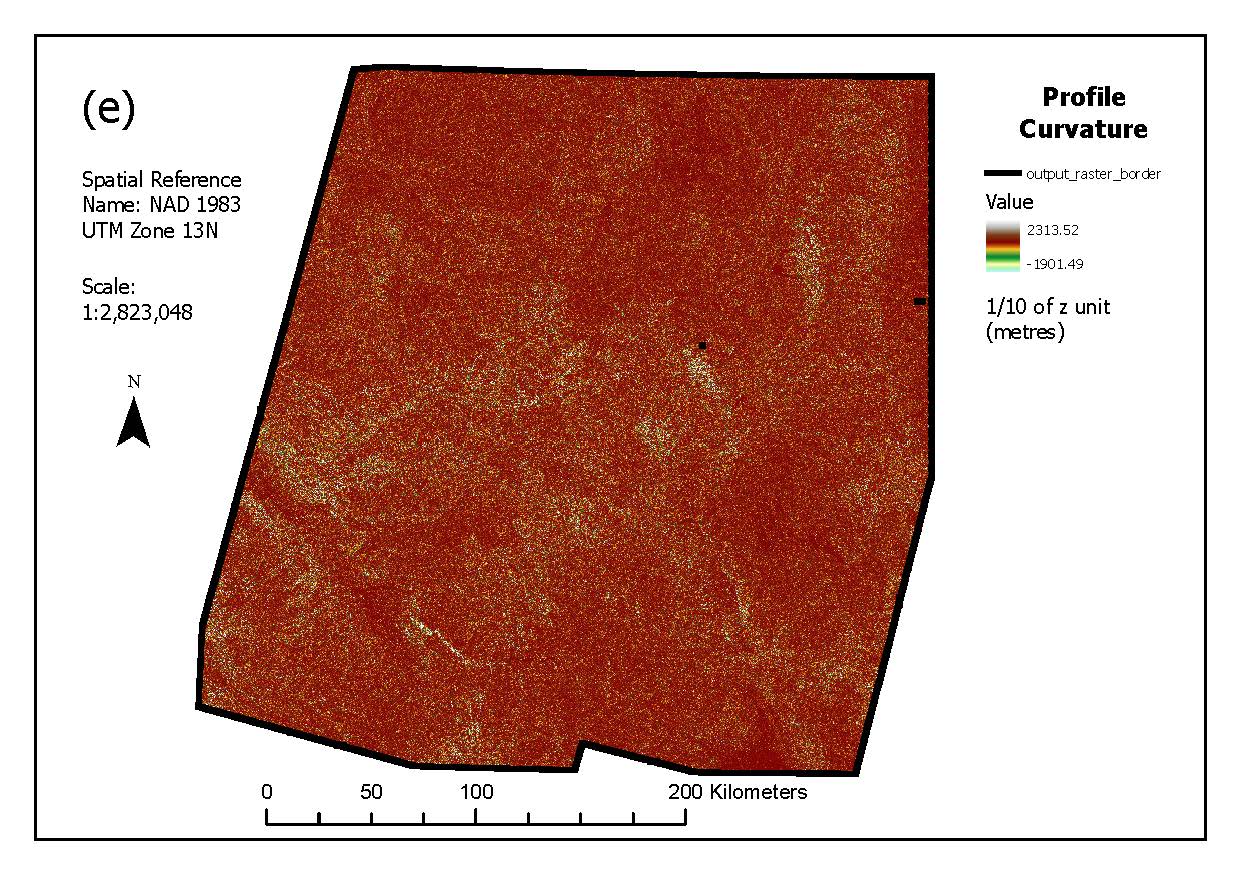 (e)
Spatial Reference
Name: NAD 1983
UTM Zone 13N
Scale:
1:2,823,048
N
Profile
Curvature
output_raster_border
Value
2313.52
-1901.49
1/10 of z unit
(metres)
0 50 100 200 Kilometers